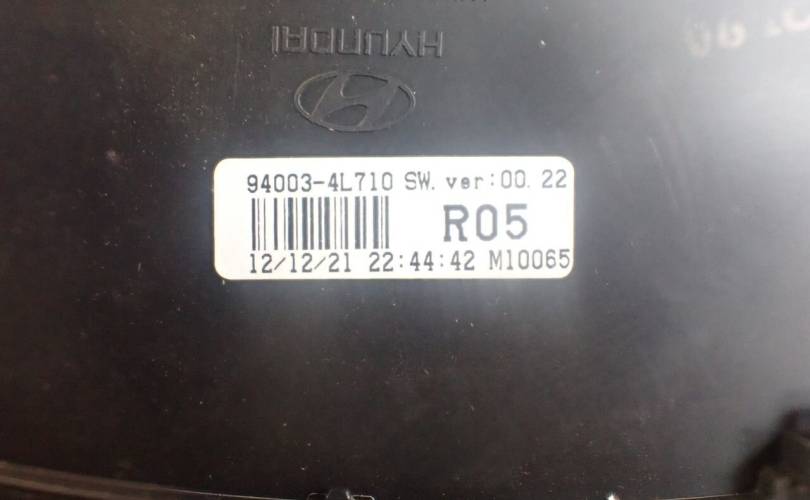 HYUNDAI
94003-4L710 SW. ver:00. 22
R05
12/12/21 22:44:42 M10065